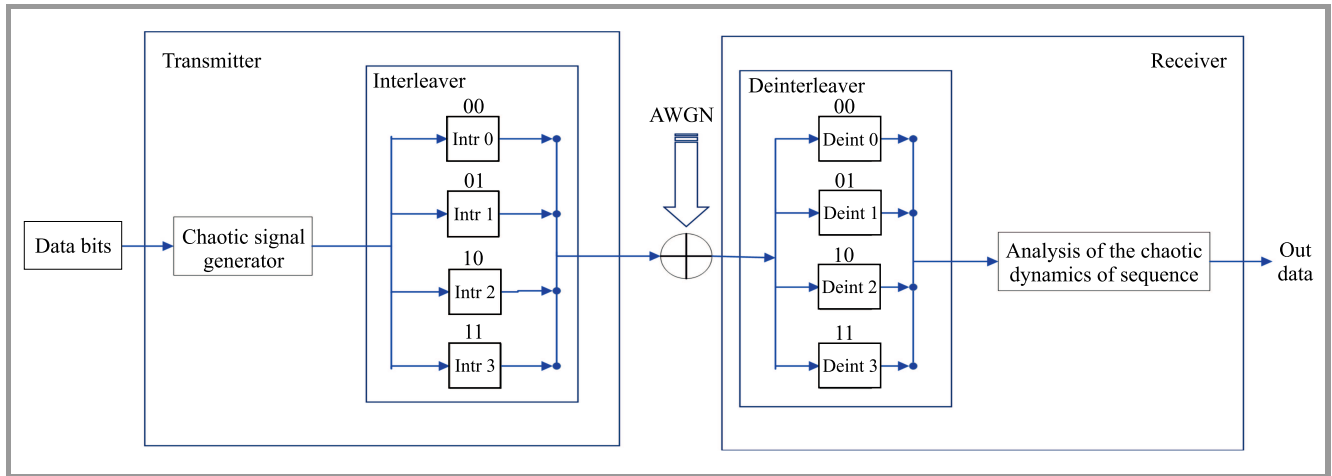 Transmitter
Interleaver
00
Intr 0
01
Intr 1
10
Intr 2
11
Intr 3
Data bits
Chaotic signal
generator
AWGN
Receiver
Deinterleaver
00
Deint 0
01
Deint 1
10
Deint 2
11
Deint 3
Analysis of the chaotic
dynamics of sequence
Out
data